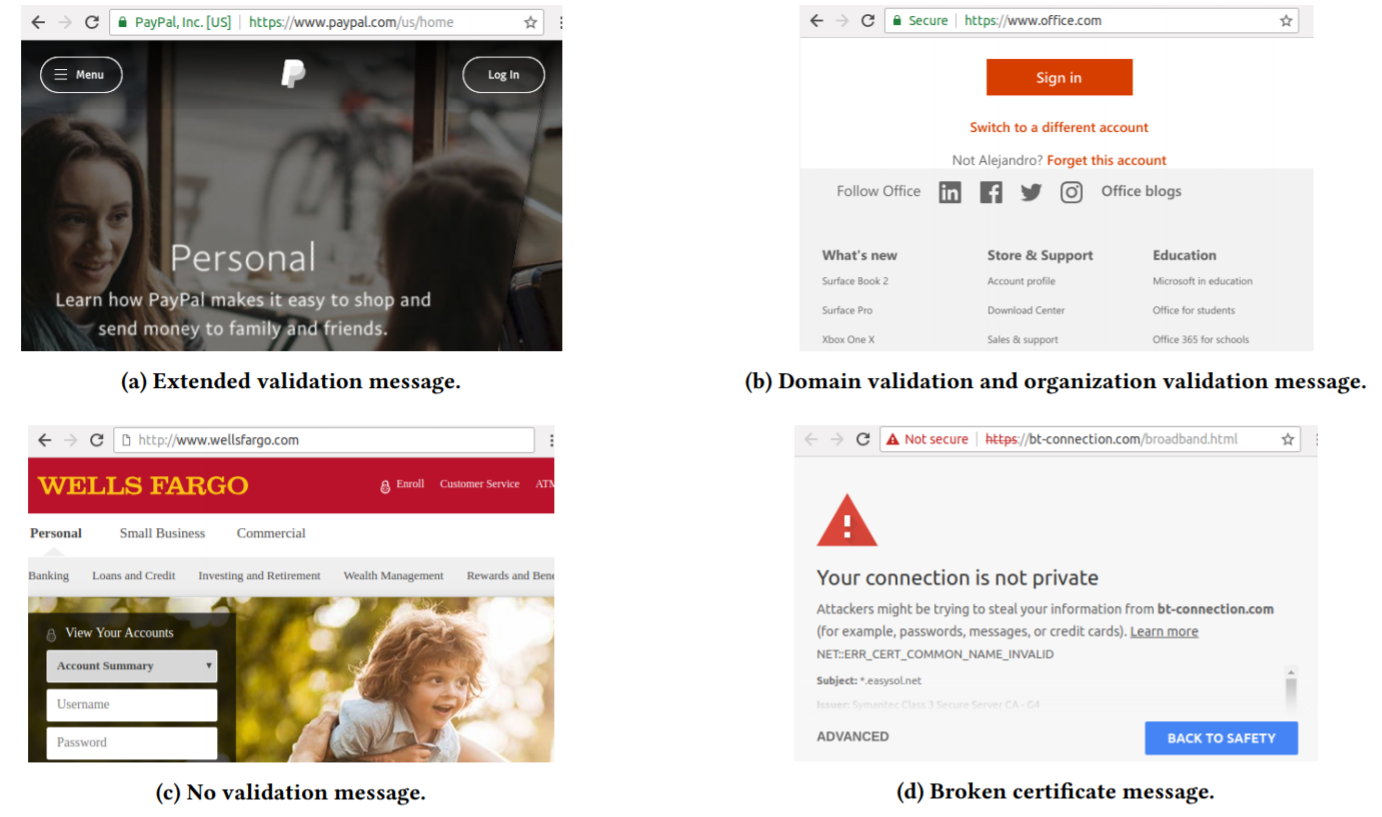 PayPal, Inc. [US] | https://www.paypal.com/us/home
Menu
Log In
Personal
Learn how PayPal makes it easy to shop and
send money to family and friends.
(a) Extended validation message.
Secure | https://www.office.com
Sign in
Switch to a different account
Not Alejandro? Forget this account
Follow Office
Office blogs
What's new
Store & Support
Education
Surface Book 2
Account profile
Microsoft in education
Surface Pro
Download Center
Office for students
Xbox One X
Sales & support
Office 365 for schools
(b) Domain validation and organization validation message.
http://www.wellsfargo.com
WELLS FARGO
Enroll Customer Service ATM
Personal Small Business Commercial
Banking Loans and Credit Investing and Retirement Wealth Management Rewards and Bene
View Your Accounts
Account Summary
Username
Password
(c) No validation message.
Not secure | https://bt-connection.com/broadband.html
Your connection is not private
Attackers might be trying to steal your information from bt-connection.com
(for example, passwords, messages, or credit cards). Learn more
NET::ERR_CERT_COMMON_NAME_INVALID
Subject: *.easysol.net
Issuer: Symantec Class 3 Secure Server CA - G4
ADVANCED
BACK TO SAFETY
(d) Broken certificate message.